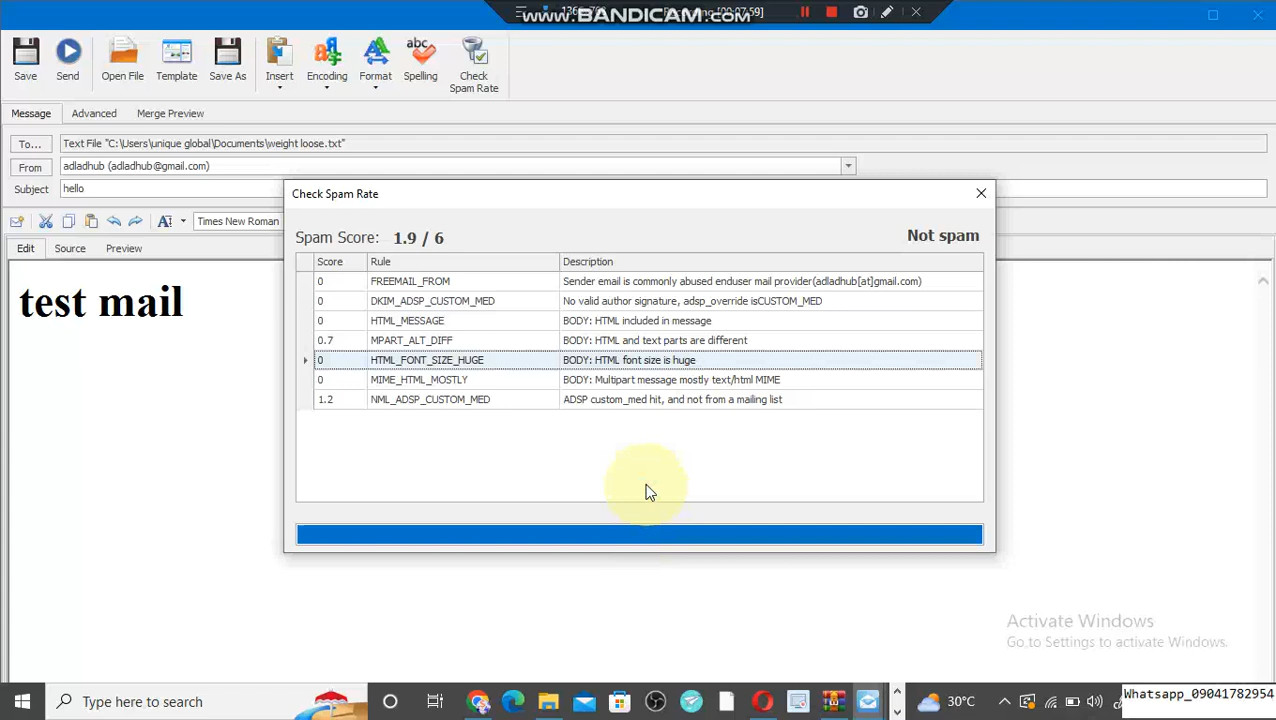 www.BANDICAM.com
Save
Send
Open File
Template
Save As
Insert
Encoding
Format
abc
Spelling
Check
Spam Rate
Message
Advanced
Merge Preview
To...
Text File "C:\Users\unique global\Documents\weight loose.txt"
From
adladhub (adladhub@gmail.com)
Subject
hello
Times New Roman
Edit
Source
Preview
test mail
Check Spam Rate
Spam Score: 1.9 / 6
Not spam
Score Rule Description
0 FREEMAIL_FROM Sender email is commonly abused enduser mail provider(adladhub[at]gmail.com)
0 DKIM_ADSP_CUSTOM_MED No valid author signature, adsp_override isCUSTOM_MED
0 HTML_MESSAGE BODY: HTML included in message
0.7 MPART_ALT_DIFF BODY: HTML and text parts are different
0 HTML_FONT_SIZE_HUGE BODY: HTML font size is huge
0 MIME_HTML_MOSTLY BODY: Multipart message mostly text/html MIME
1.2 NML_ADSP_CUSTOM_MED ADSP custom_med hit, and not from a mailing list
Activate Windows
Go to Settings to activate Windows.
Type here to search
30°C
Whatsapp_09041782954